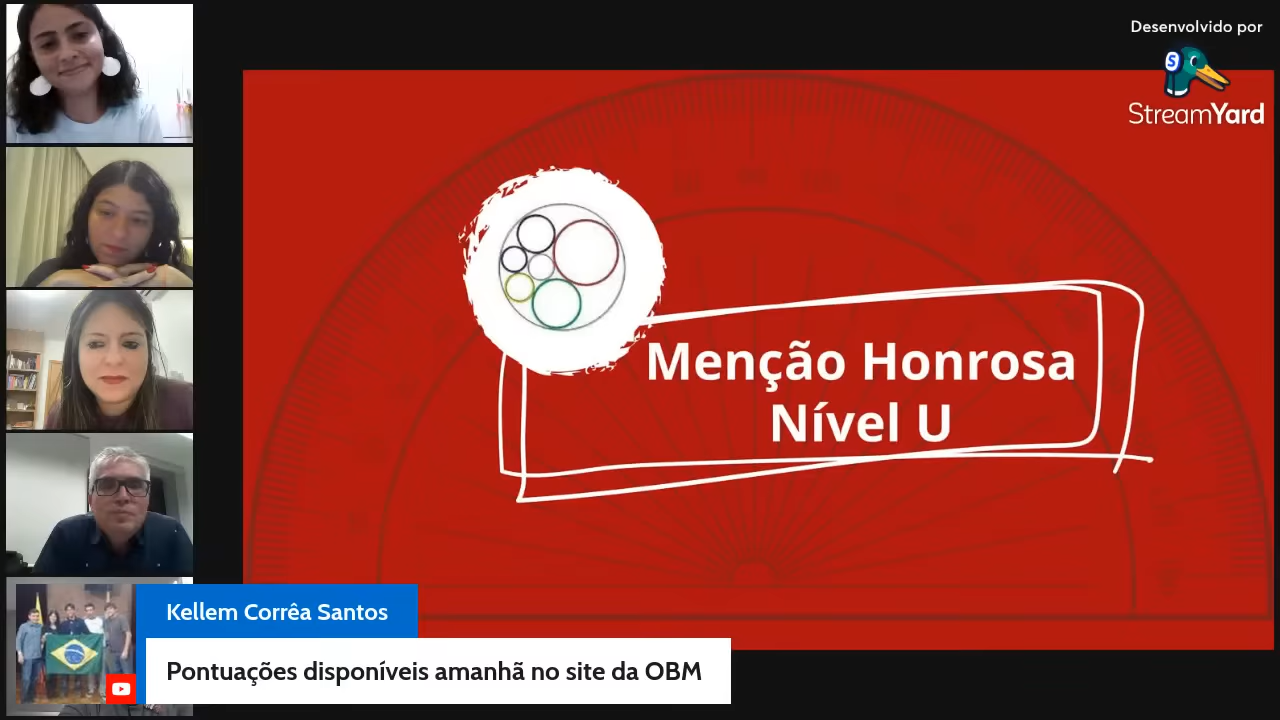 Desenvolvido por
S
StreamYard
Menção Honrosa
Nível U
Kellem Corrêa Santos
Pontuações disponíveis amanhã no site da OBM